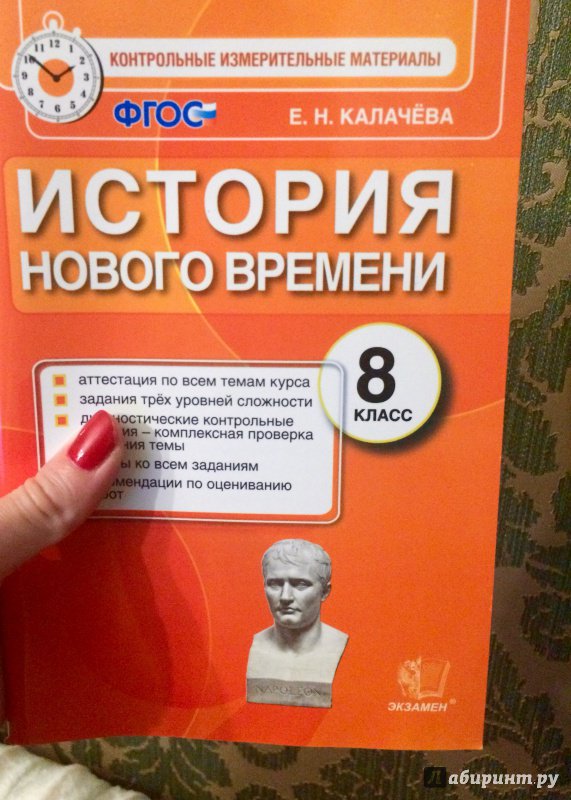 КОНТРОЛЬНЫЕ ИЗМЕРИТЕЛЬНЫЕ МАТЕРИАЛЫ
ФГОС
Е. Н. КАЛАЧЁВА
ИСТОРИЯ
НОВОГО ВРЕМЕНИ
8
КЛАСС
аттестация по всем темам курса
задания трёх уровней сложности
контрольные
– комплексная проверка
темы
ко всем заданиям
по оцениванию
NAPOLEON
ЭКЗАМЕН®
лабиринт.ру